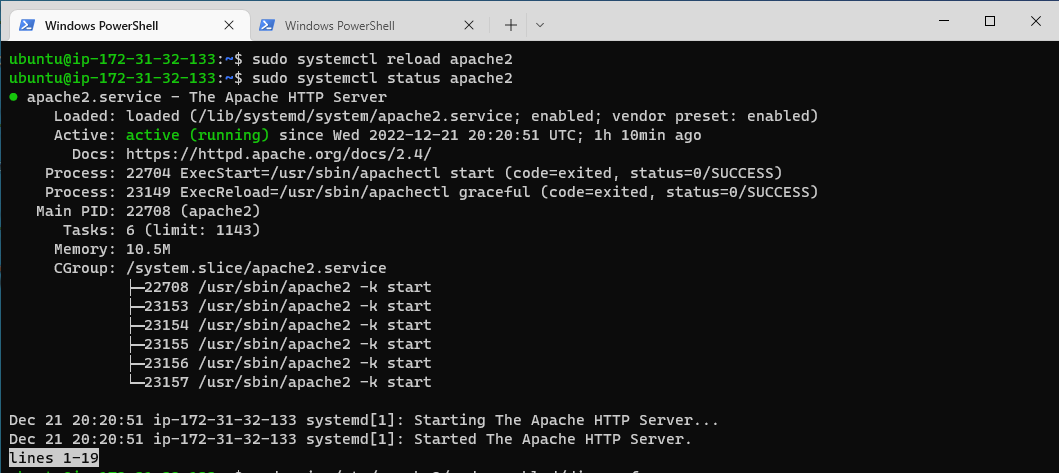 Windows PowerShell
Windows PowerShell
ubuntu@ip-172-31-32-133:~$ sudo systemctl reload apache2
ubuntu@ip-172-31-32-133:~$ sudo systemctl status apache2
● apache2.service - The Apache HTTP Server
Loaded: loaded (/lib/systemd/system/apache2.service; enabled; vendor preset: enabled)
Active: active (running) since Wed 2022-12-21 20:20:51 UTC; 1h 10min ago
Docs: https://httpd.apache.org/docs/2.4/
Process: 22704 ExecStart=/usr/sbin/apachectl start (code=exited, status=0/SUCCESS)
Process: 23149 ExecReload=/usr/sbin/apachectl graceful (code=exited, status=0/SUCCESS)
Main PID: 22708 (apache2)
Tasks: 6 (limit: 1143)
Memory: 10.5M
CGroup: /system.slice/apache2.service
├─22708 /usr/sbin/apache2 -k start
├─23153 /usr/sbin/apache2 -k start
├─23154 /usr/sbin/apache2 -k start
├─23155 /usr/sbin/apache2 -k start
├─23156 /usr/sbin/apache2 -k start
└─23157 /usr/sbin/apache2 -k start
Dec 21 20:20:51 ip-172-31-32-133 systemd[1]: Starting The Apache HTTP Server...
Dec 21 20:20:51 ip-172-31-32-133 systemd[1]: Started The Apache HTTP Server.
lines 1-19